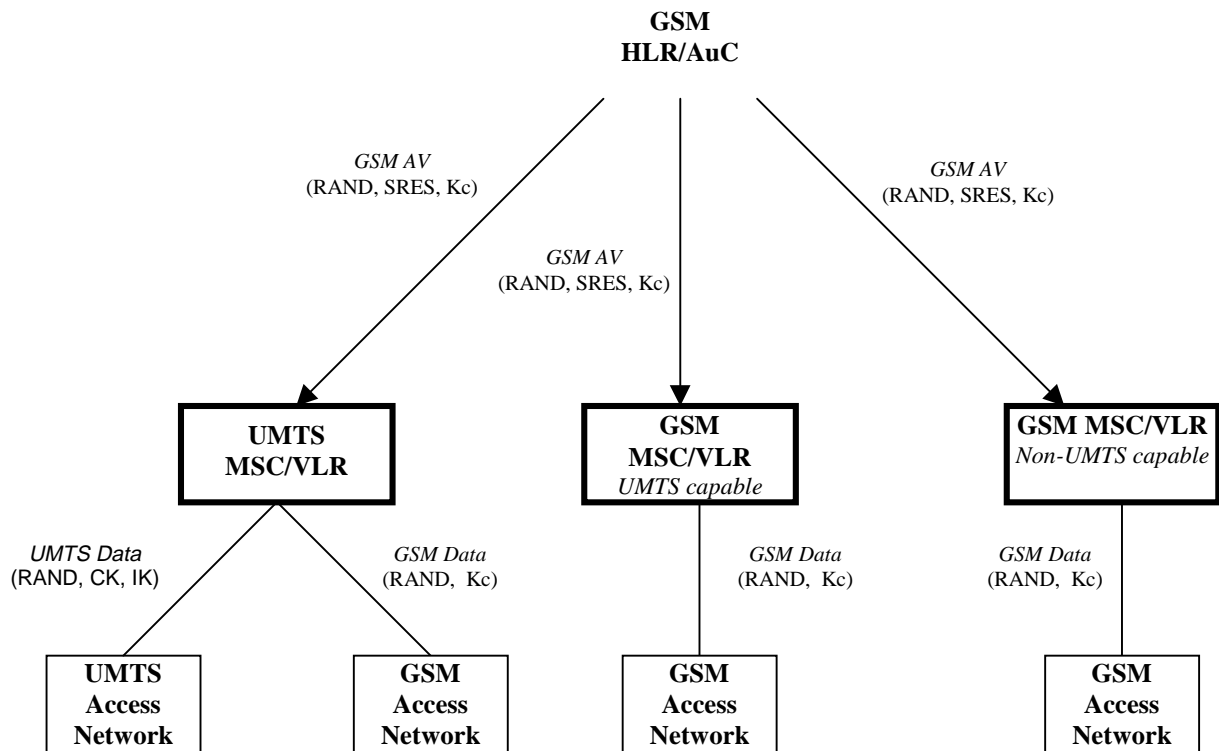 GSM
HLR/AuC
GSM AV
(RAND, SRES, Kc)
GSM AV
(RAND, SRES, Kc)
GSM AV
(RAND, SRES, Kc)
UMTS
MSC/VLR
GSM
MSC/VLR
UMTS capable
GSM MSC/VLR
Non-UMTS capable
UMTS Data
(RAND, CK, IK)
GSM Data
(RAND, Kc)
GSM Data
(RAND, Kc)
GSM Data
(RAND, Kc)
UMTS
Access
Network
GSM
Access
Network
GSM
Access
Network
GSM
Access
Network